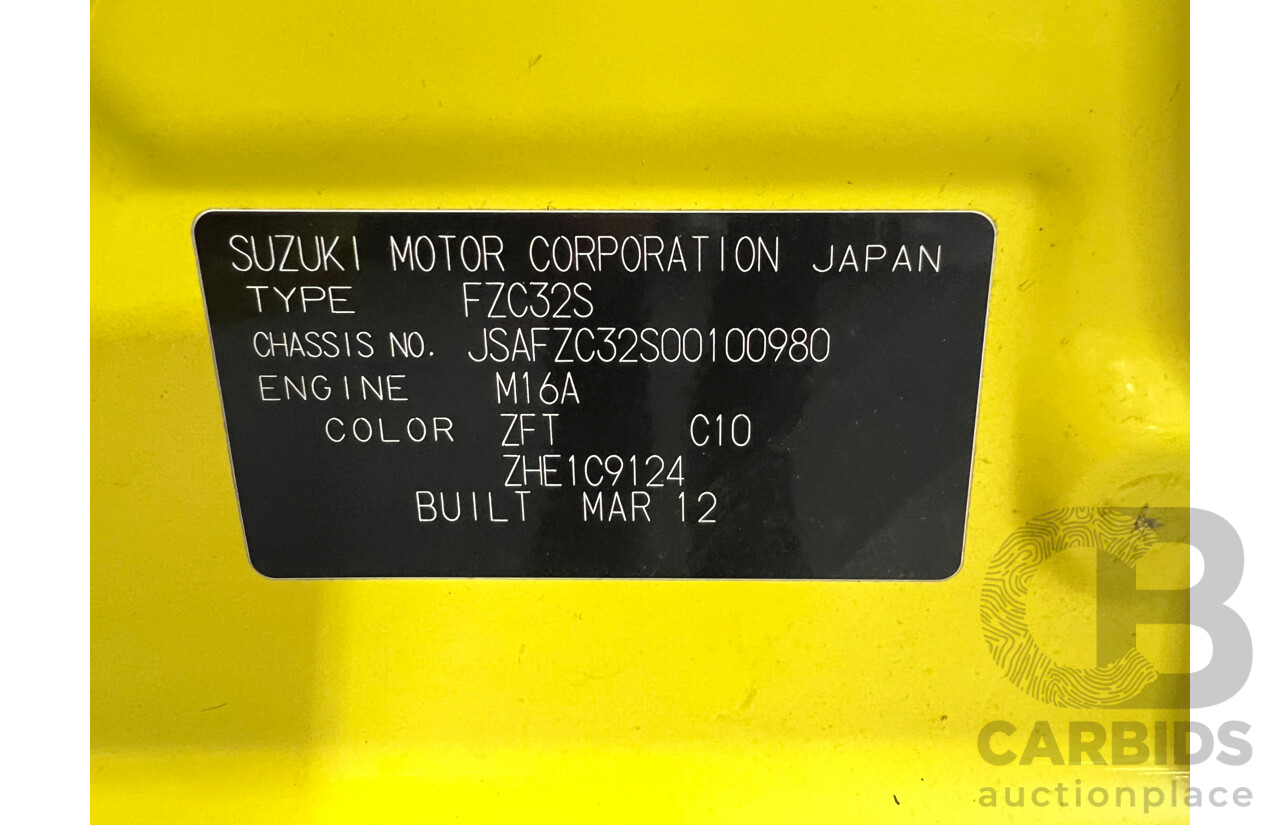 SUZUKI MOTOR CORPORATION JAPAN
TYPE FZC32S
CHASSIS NO. JSAFZC32S00100980
ENGINE M16A
COLOR ZFT C10
ZHE1C9124
BUILT MAR 12
CB
CARBIDS
auctionplace